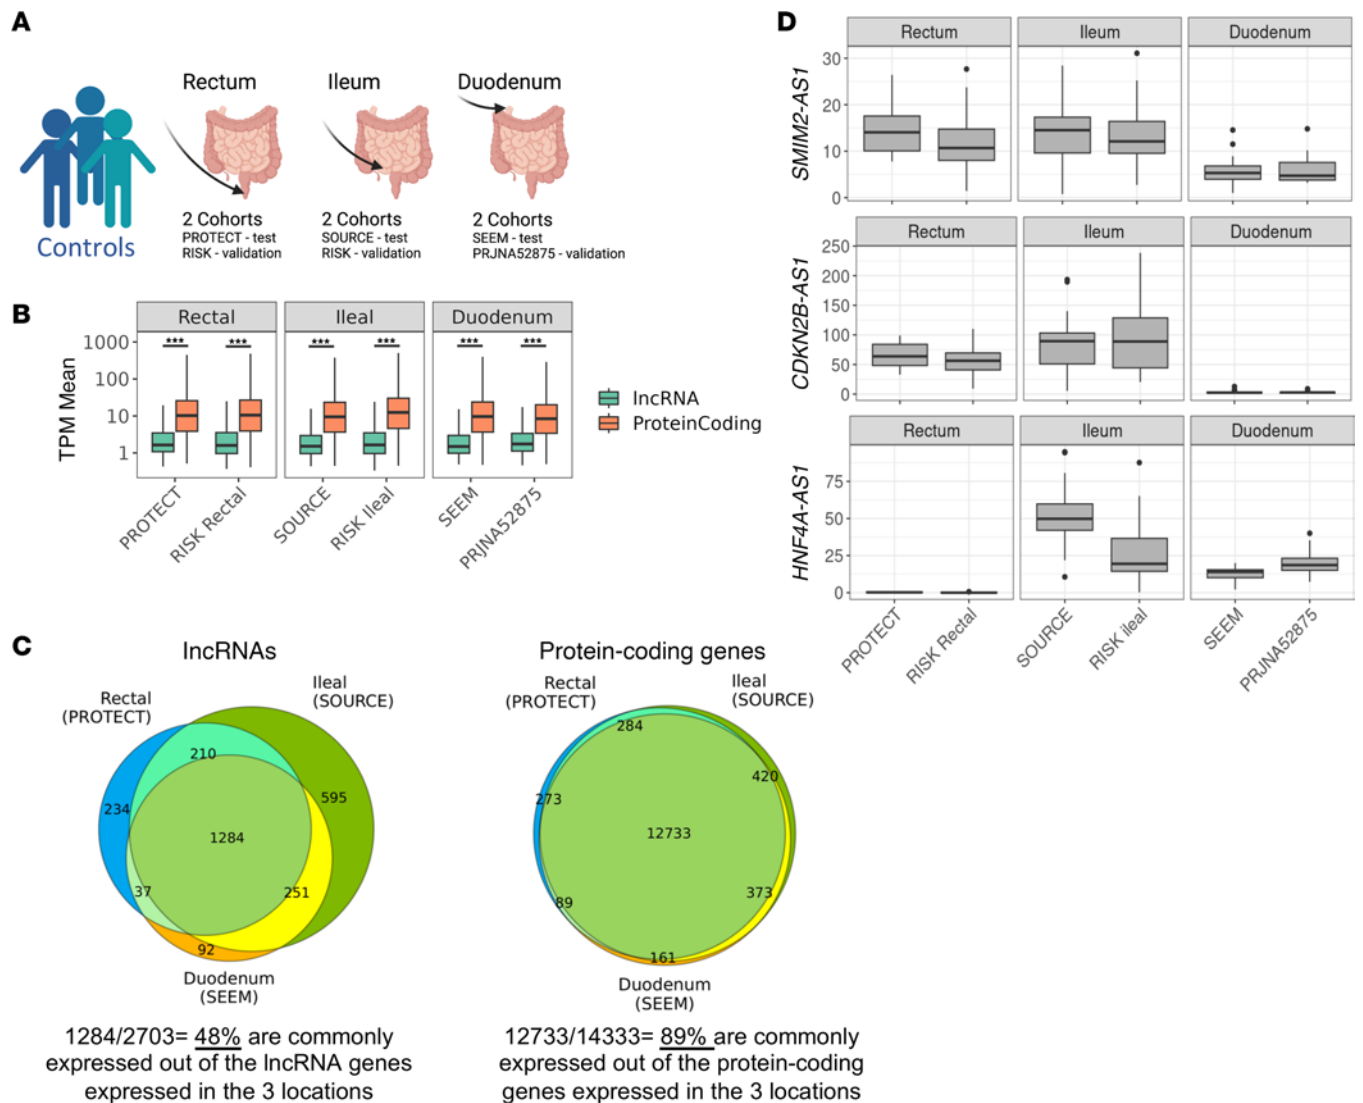 A
Rectum
Ileum
Duodenum
Controls
2 Cohorts
PROTECT - test
RISK - validation
2 Cohorts
SOURCE - test
RISK - validation
2 Cohorts
SEEM - test
PRJNA52875 - validation
B
Rectal
Ileal
Duodenum
TPM Mean
1000
100
10
1
***
***
***
***
***
***
PROTECT
RISK Rectal
SOURCE
RISK Ileal
SEEM
PRJNA52875
lncRNA
ProteinCoding
C
lncRNAs
Rectal
(PROTECT)
Ileal
(SOURCE)
210
234
595
1284
37
251
92
Duodenum
(SEEM)
1284/2703= 48% are commonly
expressed out of the lncRNA genes
expressed in the 3 locations
Protein-coding genes
Rectal
(PROTECT)
Ileal
(SOURCE)
284
420
273
12733
89
373
161
Duodenum
(SEEM)
12733/14333= 89% are commonly
expressed out of the protein-coding
genes expressed in the 3 locations
D
Rectum
Ileum
Duodenum
SMIM2-AS1
30
20
10
0
Rectum
Ileum
Duodenum
CDKN2B-AS1
250
200
150
100
50
0
Rectum
Ileum
Duodenum
HNF4A-AS1
75
50
25
0
PROTECT
RISK Rectal
SOURCE
RISK ileal
SEEM
PRJNA52875